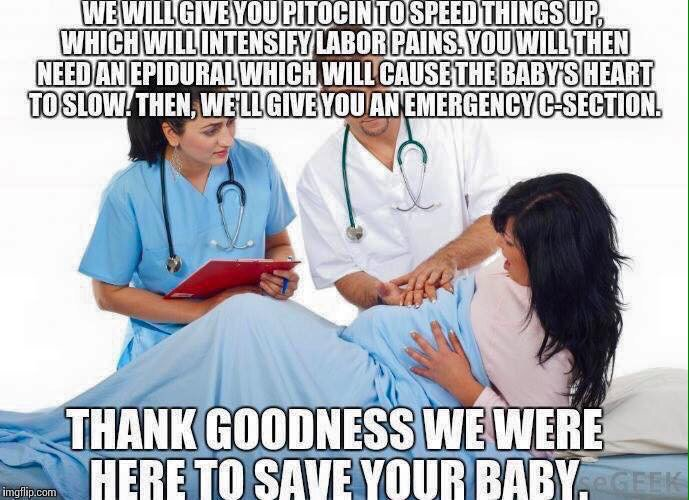 WE WILL GIVE YOU PITOCIN TO SPEED THINGS UP,
WHICH WILL INTENSIFY LABOR PAINS. YOU WILL THEN
NEED AN EPIDURAL WHICH WILL CAUSE THE BABY'S HEART
TO SLOW. THEN, WE'LL GIVE YOU AN EMERGENCY C-SECTION.
THANK GOODNESS WE WERE
HERE TO SAVE YOUR BABY.
seGEEK
imgflip.com